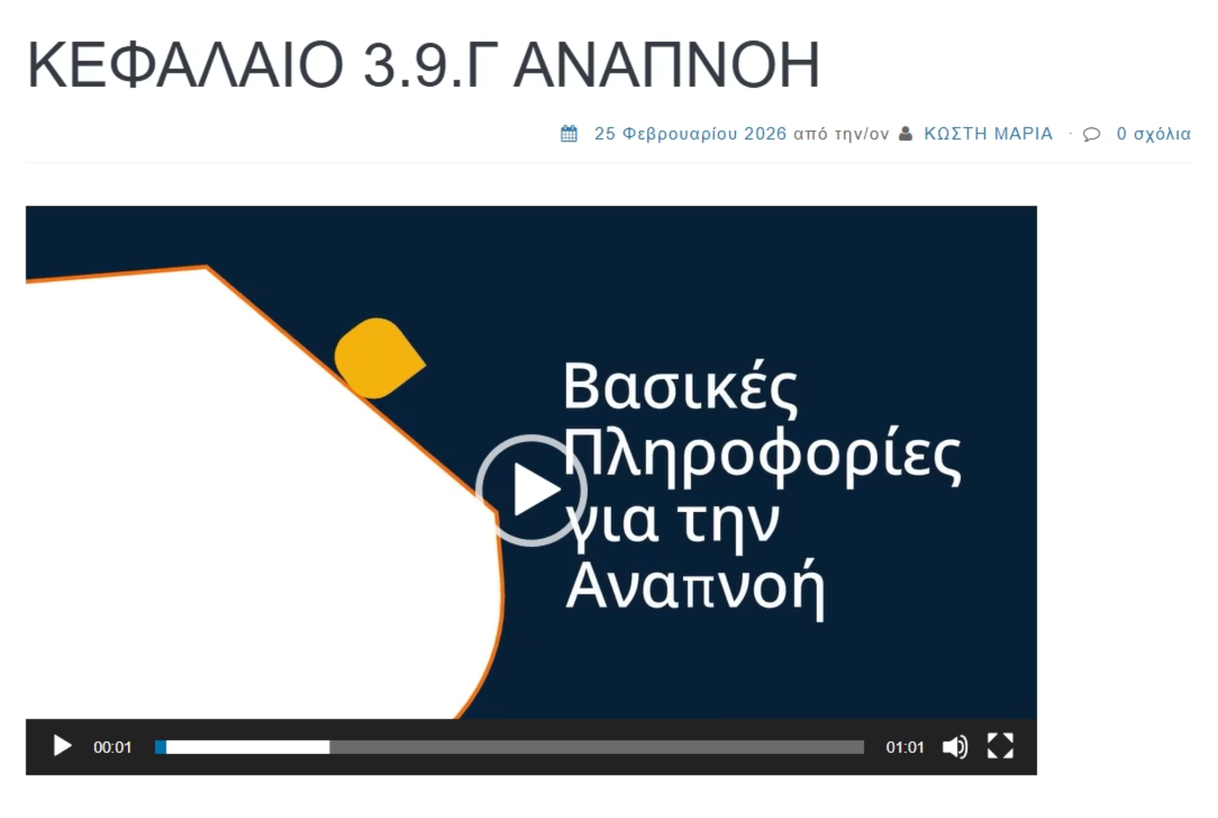 ΚΕΦΑΛΑΙΟ 3.9.Γ ΑΝΑΠΝΟΗ
25 Φεβρουαρίου 2026 από την/ον ΚΩΣΤΗ ΜΑΡΙΑ · 0 σχόλια
Βασικές
Πληροφορίες
για την
Αναπνοή
00:01 01:01